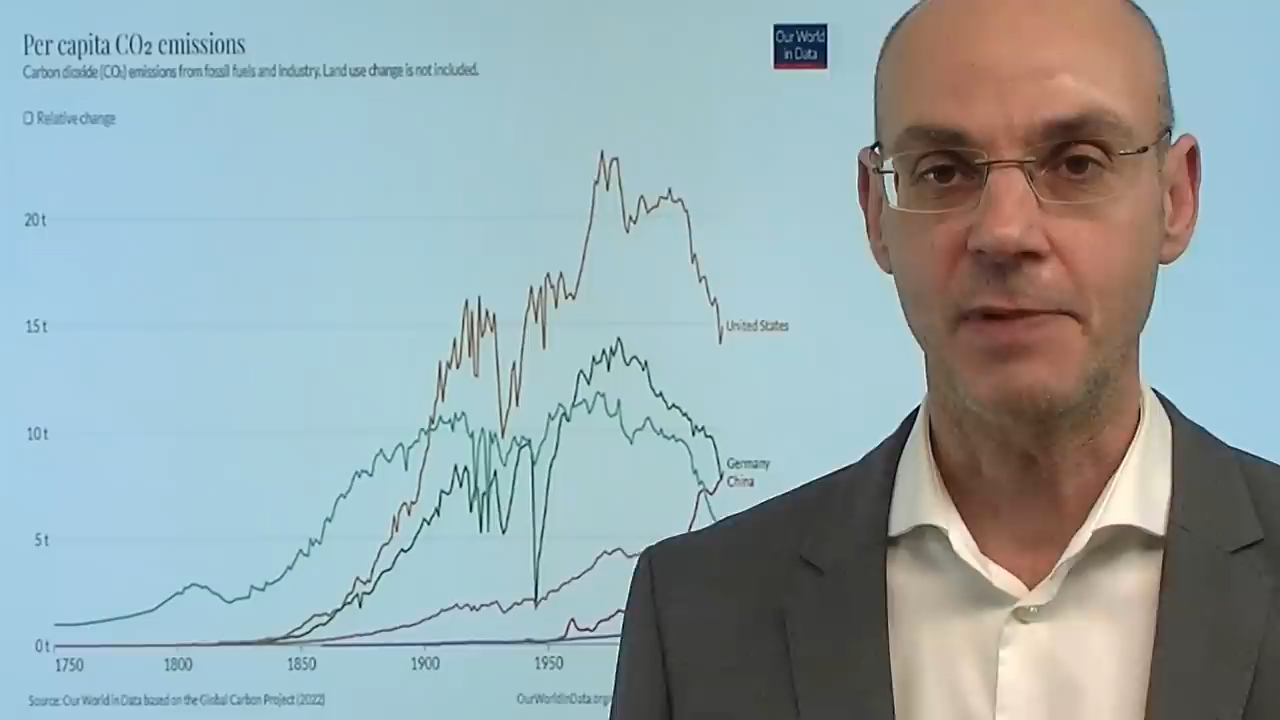 Per capita CO₂ emissions
Our World
in Data
Carbon dioxide (CO₂) emissions from fossil fuels and industry. Land use change is not included.
Relative change
20 t
15 t
United States
10 t
Germany
China
5 t
0 t
1750 1800 1850 1900 1950
Source: Our World in Data based on the Global Carbon Project (2022)
OurWorldInData.org